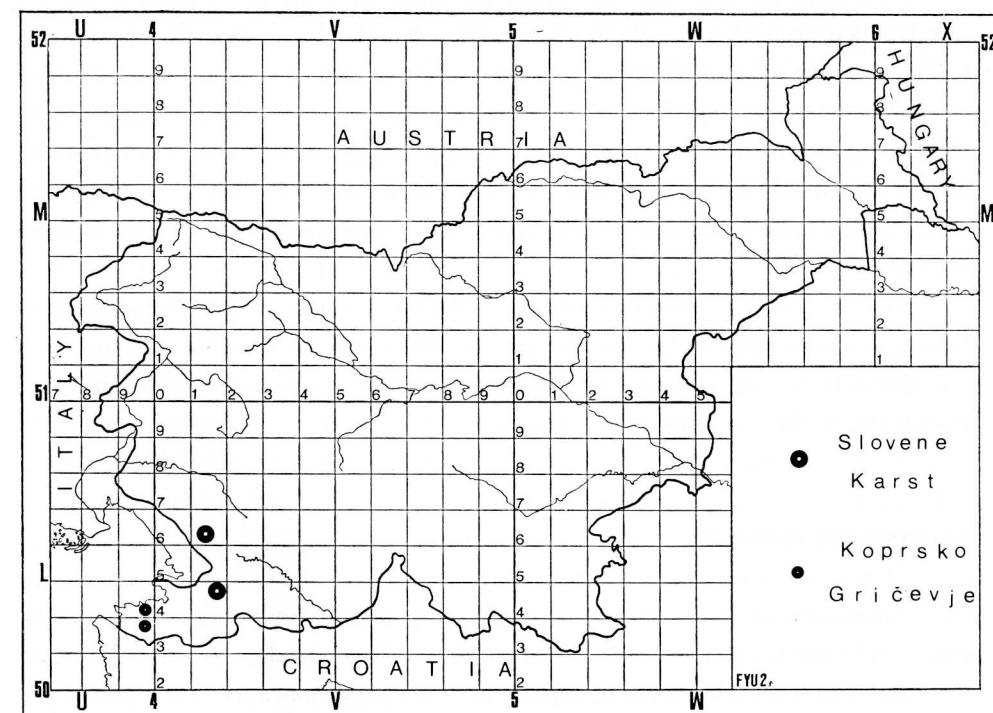 U 4 V 5 W 6 X
52 52
9 9 9
8 8 8
HUNGARY
AUSTRIA
7 7 7
6 6 6
M 5 5 5 M
4 4 4
3 3 3
2 2 2
1 1 1
ITALY
51 7 8 9 0 1 2 3 4 5 6 7 8 9 0 1 2 3 4 5
9 9
8 8
7 7
6 6
L 5 5
4 4
3 3
2 2
Slovene
Karst
Koprsko
Gričevje
CROATIA
FYU2
50
U 4 V 5 W